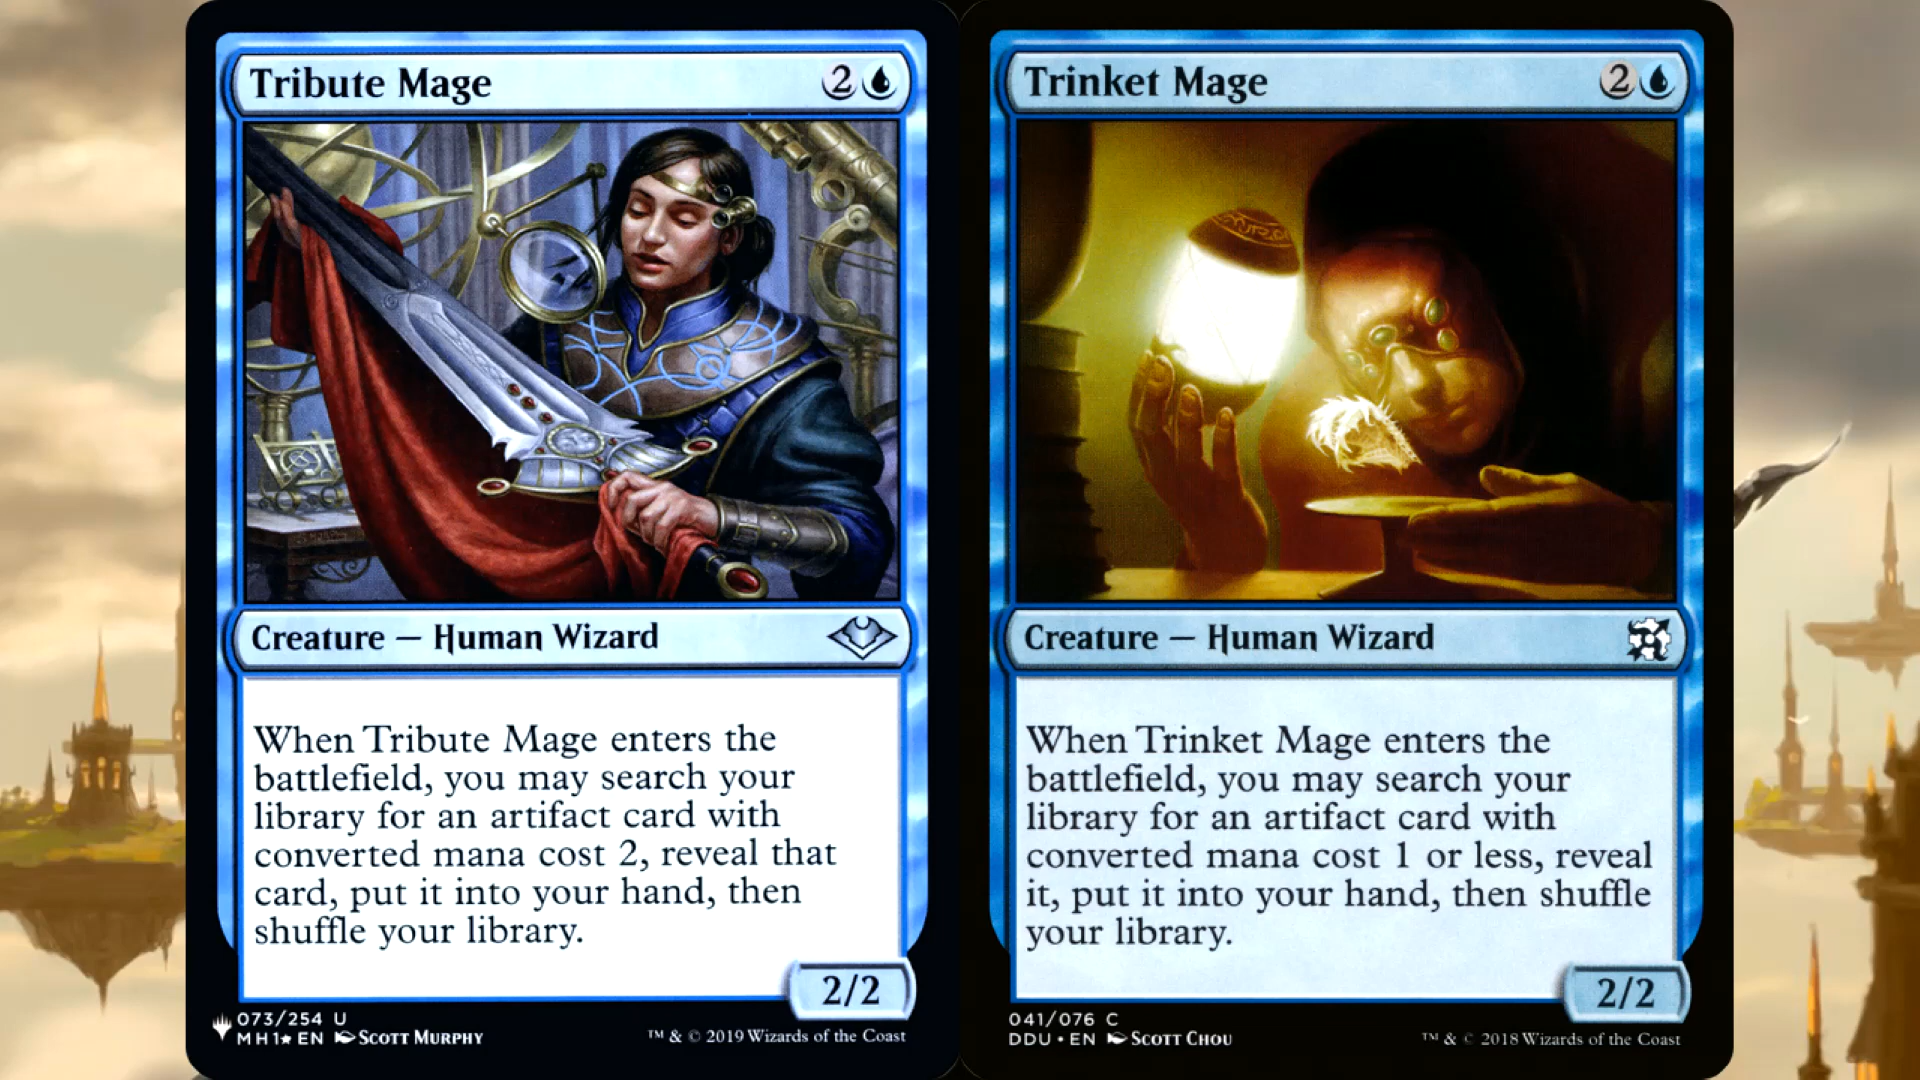 Tribute Mage 2
Creature — Human Wizard
When Tribute Mage enters the
battlefield, you may search your
library for an artifact card with
converted mana cost 2, reveal that
card, put it into your hand, then
shuffle your library.
2/2
073/254 U
MH1★EN Scott Murphy
™ & © 2019 Wizards of the Coast
Trinket Mage 2
Creature — Human Wizard
When Trinket Mage enters the
battlefield, you may search your
library for an artifact card with
converted mana cost 1 or less, reveal
it, put it into your hand, then shuffle
your library.
2/2
041/076 C
DDU • EN Scott Chou
™ & © 2018 Wizards of the Coast